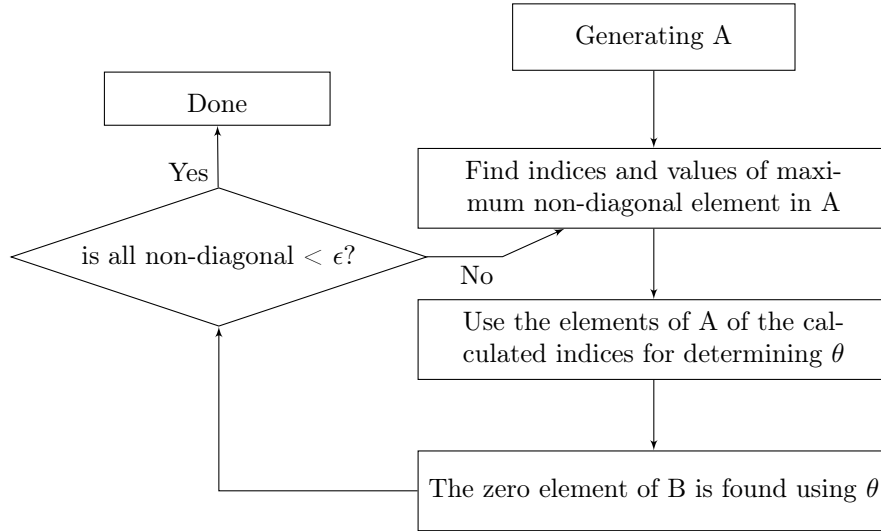 Generating A
Done
Yes
Find indices and values of maxi-
mum non-diagonal element in A
is all non-diagonal < ϵ?
No
Use the elements of A of the cal-
culated indices for determining θ
The zero element of B is found using θ